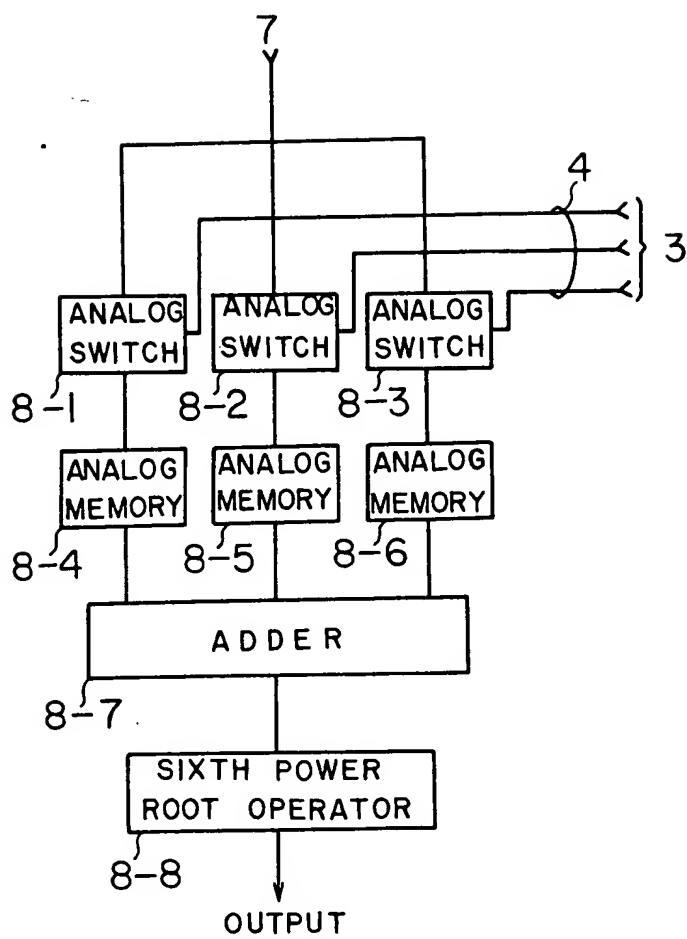 7
4
3
ANALOG
SWITCH
ANALOG
SWITCH
ANALOG
SWITCH
8-1
8-2
8-3
ANALOG
MEMORY
ANALOG
MEMORY
ANALOG
MEMORY
8-4
8-5
8-6
ADDER
8-7
SIXTH POWER
ROOT OPERATOR
8-8
OUTPUT